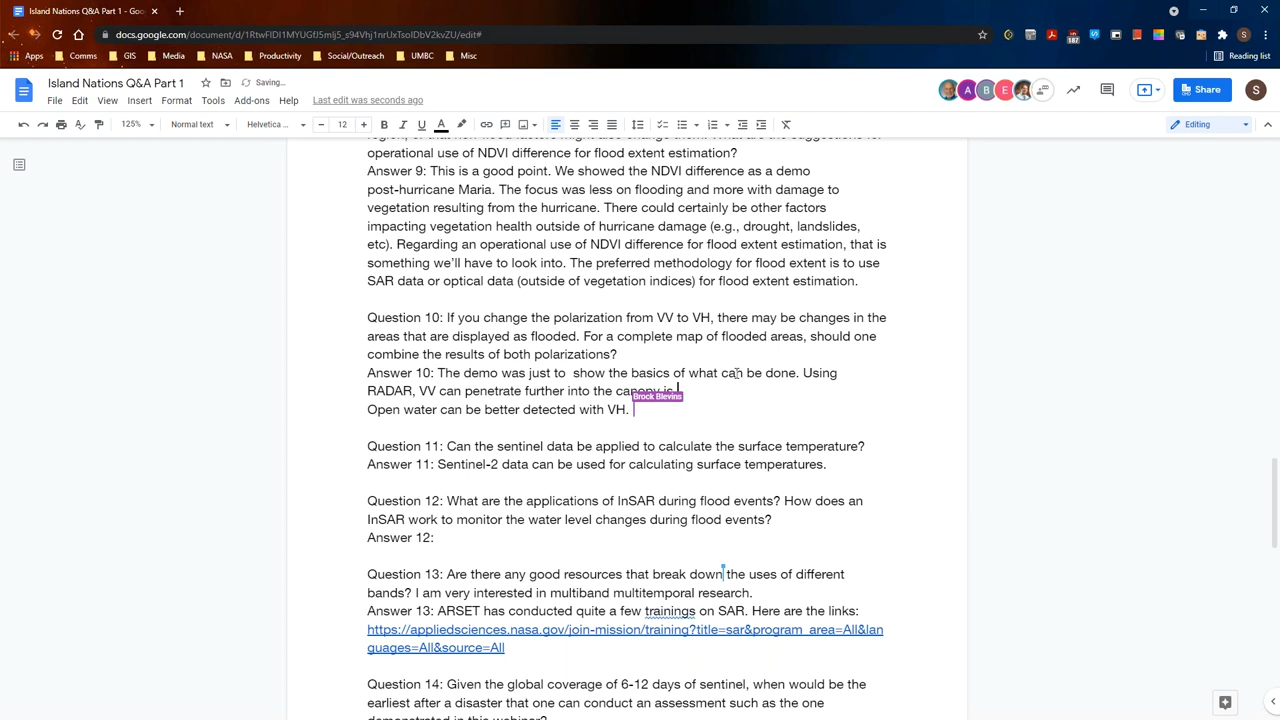 Island Nations Q&A Part 1 - Goo
docs.google.com/document/d/1RtwFIDI1MYUGfJ5mlj5_s94Vhj1nrUxTsoIDbV2kvZU/edit#
Apps Comms GIS Media NASA Productivity Social/Outreach UMBC Misc Reading list
Island Nations Q&A Part 1 Saving...
File Edit View Insert Format Tools Add-ons Help Last edit was seconds ago
A B E Share S
125% Normal text Helvetica ... 12 B I U A Editing
operational use of NDVI difference for flood extent estimation?
Answer 9: This is a good point. We showed the NDVI difference as a demo
post-hurricane Maria. The focus was less on flooding and more with damage to
vegetation resulting from the hurricane. There could certainly be other factors
impacting vegetation health outside of hurricane damage (e.g., drought, landslides,
etc). Regarding an operational use of NDVI difference for flood extent estimation, that is
something we'll have to look into. The preferred methodology for flood extent is to use
SAR data or optical data (outside of vegetation indices) for flood extent estimation.
Question 10: If you change the polarization from VV to VH, there may be changes in the
areas that are displayed as flooded. For a complete map of flooded areas, should one
combine the results of both polarizations?
Answer 10: The demo was just to  show the basics of what can be done. Using
RADAR, VV can penetrate further into the canopy is
Brock Blevins
Open water can be better detected with VH.
Question 11: Can the sentinel data be applied to calculate the surface temperature?
Answer 11: Sentinel-2 data can be used for calculating surface temperatures.
Question 12: What are the applications of InSAR during flood events? How does an
InSAR work to monitor the water level changes during flood events?
Answer 12:
Question 13: Are there any good resources that break down the uses of different
bands? I am very interested in multiband multitemporal research.
Answer 13: ARSET has conducted quite a few trainings on SAR. Here are the links:
https://appliedsciences.nasa.gov/join-mission/training?title=sar&program_area=All&lan
guages=All&source=All
Question 14: Given the global coverage of 6-12 days of sentinel, when would be the
earliest after a disaster that one can conduct an assessment such as the one
demonstrated in this webinar?